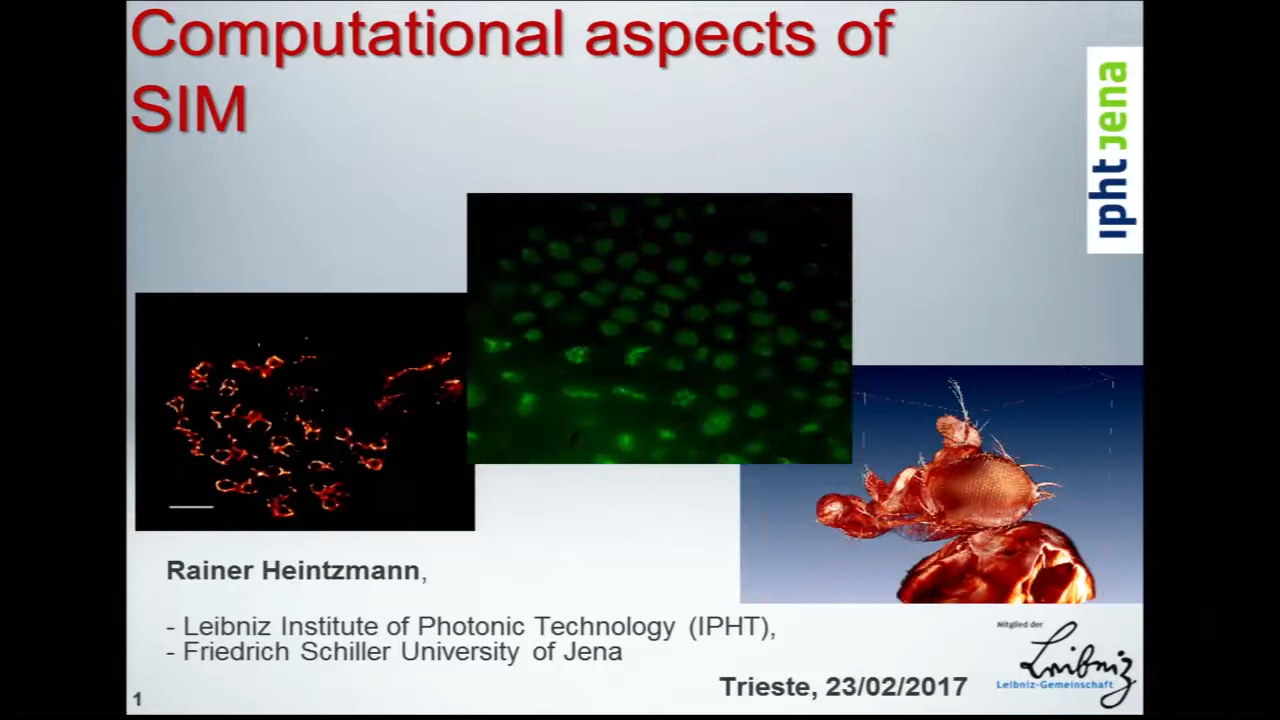 Computational aspects of
SIM
ipht jena
Rainer Heintzmann,
- Leibniz Institute of Photonic Technology (IPHT),
- Friedrich Schiller University of Jena
Mitglied der
Leibniz
Leibniz-Gemeinschaft
Trieste, 23/02/2017
1